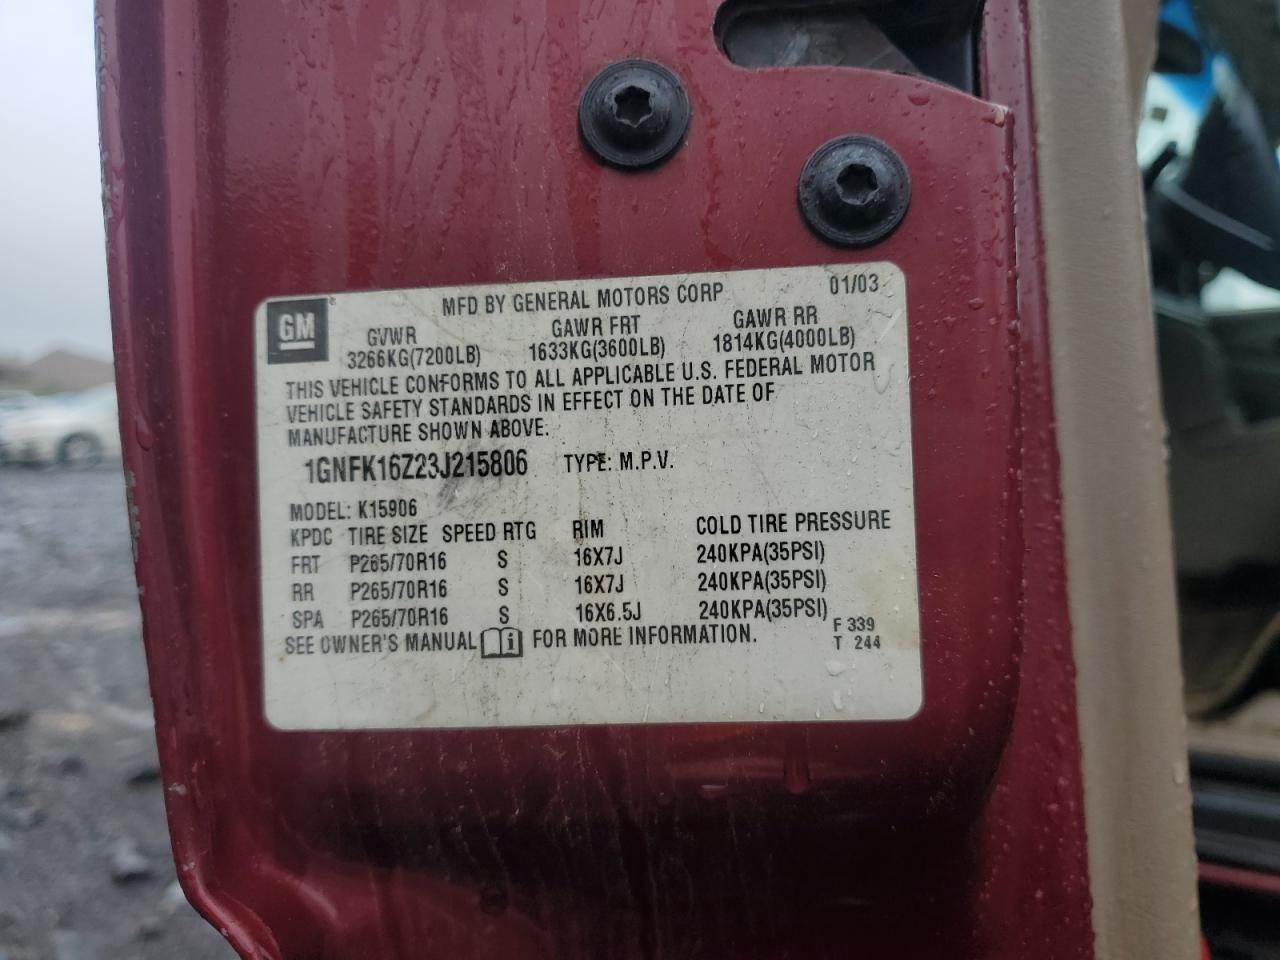 MFD BY GENERAL MOTORS CORP 01/03
GM
GVWR GAWR FRT GAWR RR
3266KG(7200LB) 1633KG(3600LB) 1814KG(4000LB)
THIS VEHICLE CONFORMS TO ALL APPLICABLE U.S. FEDERAL MOTOR
VEHICLE SAFETY STANDARDS IN EFFECT ON THE DATE OF
MANUFACTURE SHOWN ABOVE.
1GNFK16Z23J215806 TYPE: M.P.V.
MODEL: K15906
KPDC TIRE SIZE SPEED RTG RIM COLD TIRE PRESSURE
FRT P265/70R16 S 16X7J 240KPA(35PSI)
RR P265/70R16 S 16X7J 240KPA(35PSI)
SPA P265/70R16 S 16X6.5J 240KPA(35PSI)
SEE OWNER'S MANUAL i FOR MORE INFORMATION.
F 339
T 244